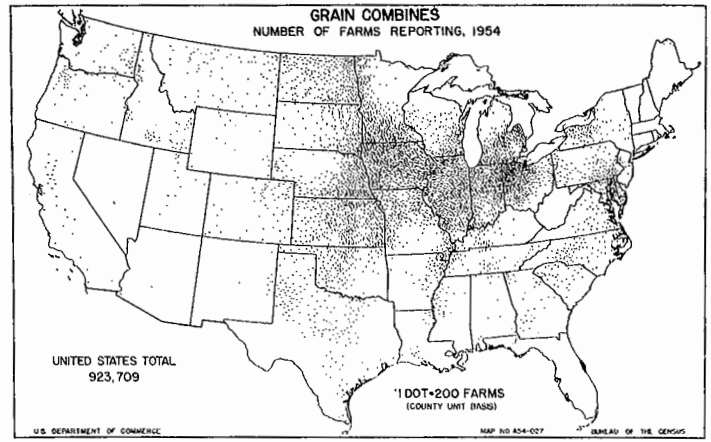 GRAIN COMBINES
NUMBER OF FARMS REPORTING, 1954
UNITED STATES TOTAL
923,709
1 DOT=200 FARMS
(COUNTY UNIT BASIS)
U.S. DEPARTMENT OF COMMERCE
MAP NO. A54-027
BUREAU OF THE CENSUS